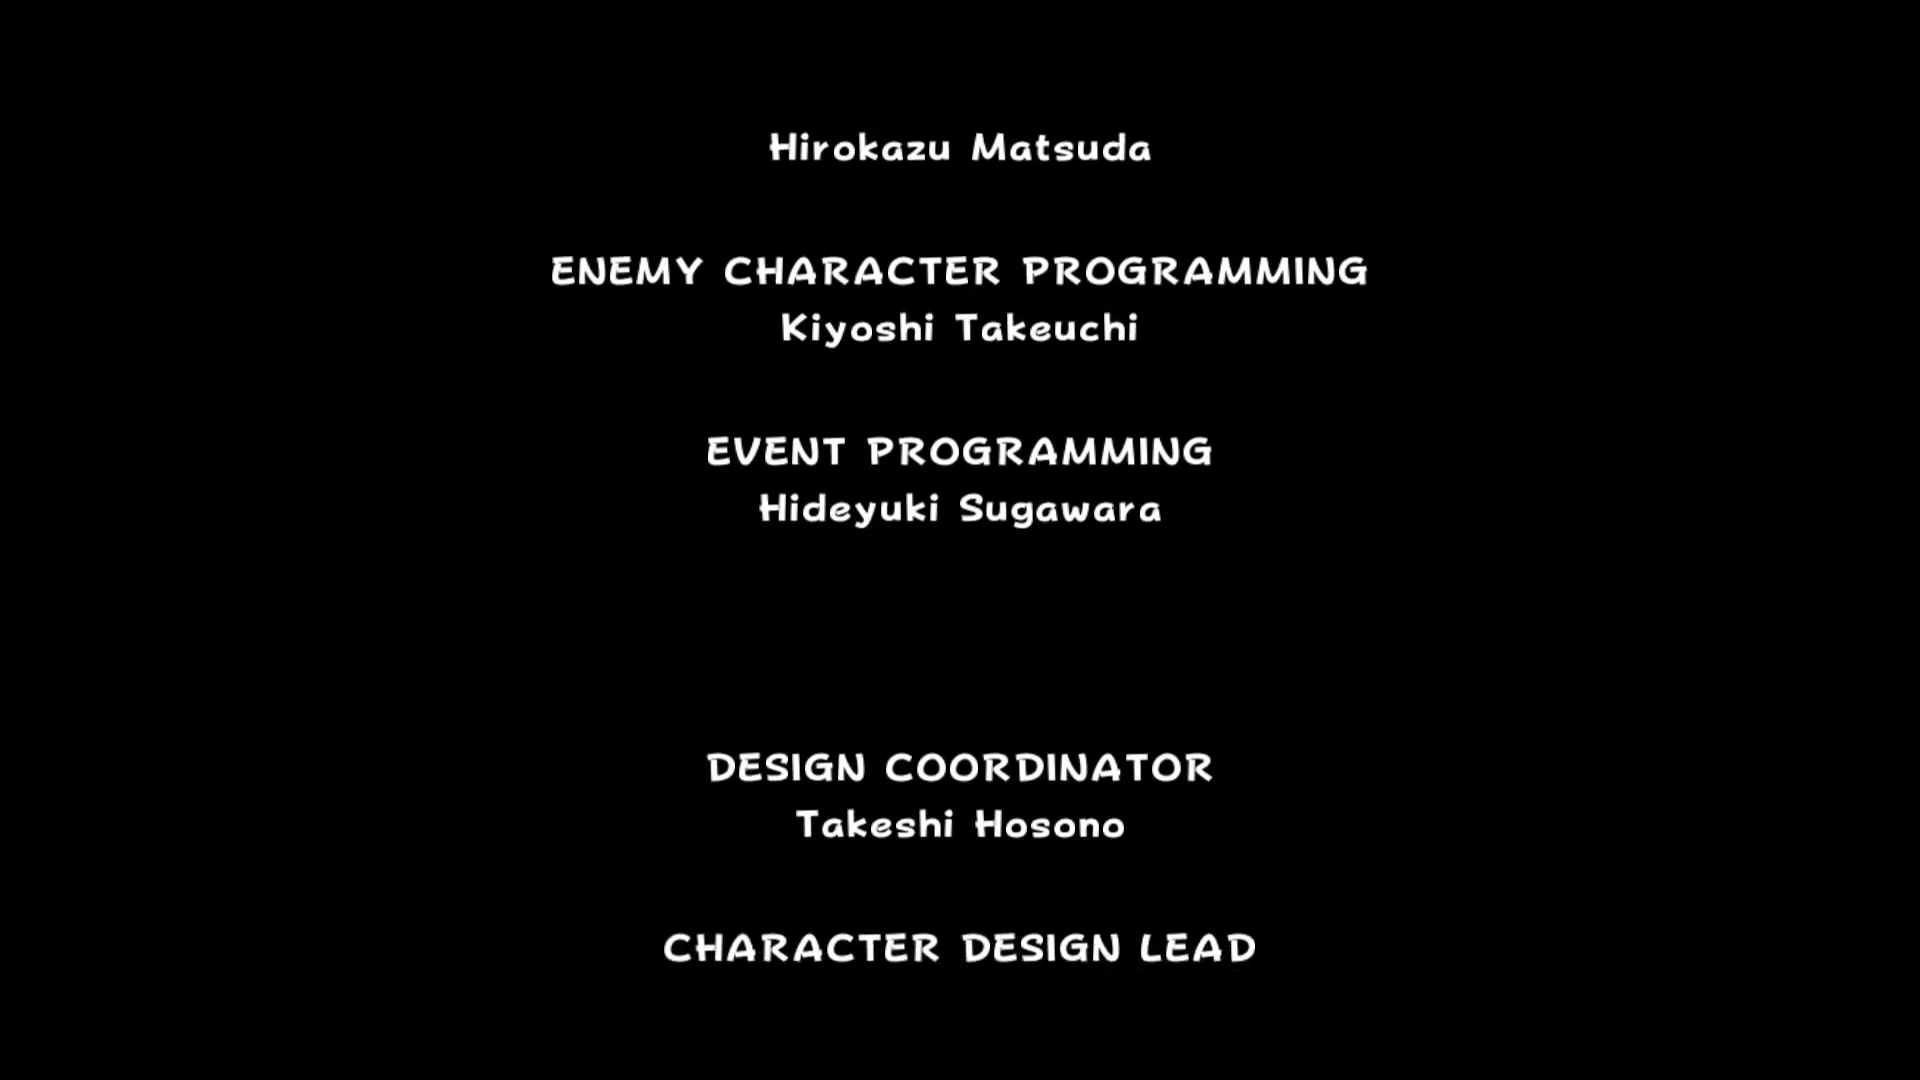 Hirokazu Matsuda
ENEMY CHARACTER PROGRAMMING
Kiyoshi Takeuchi
EVENT PROGRAMMING
Hideyuki Sugawara
DESIGN COORDINATOR
Takeshi Hosono
CHARACTER DESIGN LEAD